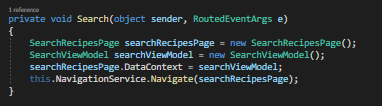 1 reference
private void Search(object sender, RoutedEventArgs e)
{
SearchRecipesPage searchRecipesPage = new SearchRecipesPage();
SearchViewModel searchViewModel = new SearchViewModel();
searchRecipesPage.DataContext = searchViewModel;
this.NavigationService.Navigate(searchRecipesPage);
}